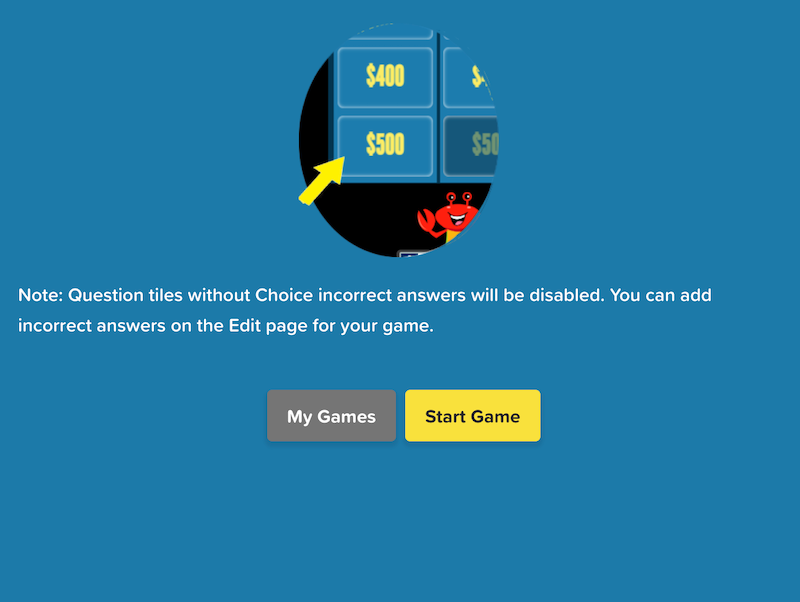 $400
$500
$50
Note: Question tiles without Choice incorrect answers will be disabled. You can add
incorrect answers on the Edit page for your game.
My Games
Start Game